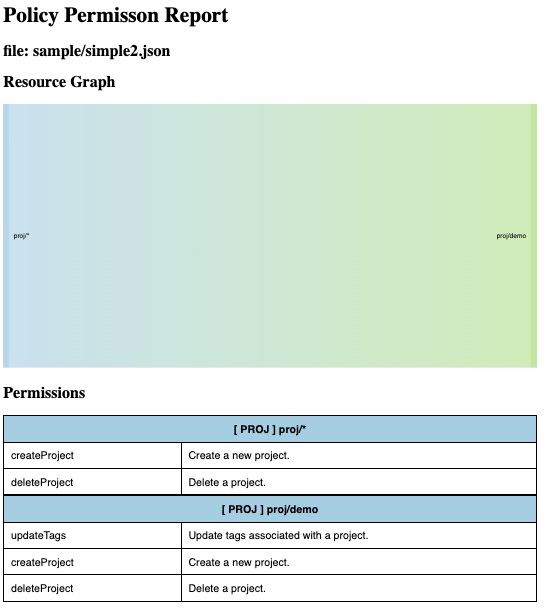 Policy Permisson Report
file: sample/simple2.json
Resource Graph
proj/*
proj/demo
Permissions
[ PROJ ] proj/*
createProject Create a new project.
deleteProject Delete a project.
[ PROJ ] proj/demo
updateTags Update tags associated with a project.
createProject Create a new project.
deleteProject Delete a project.